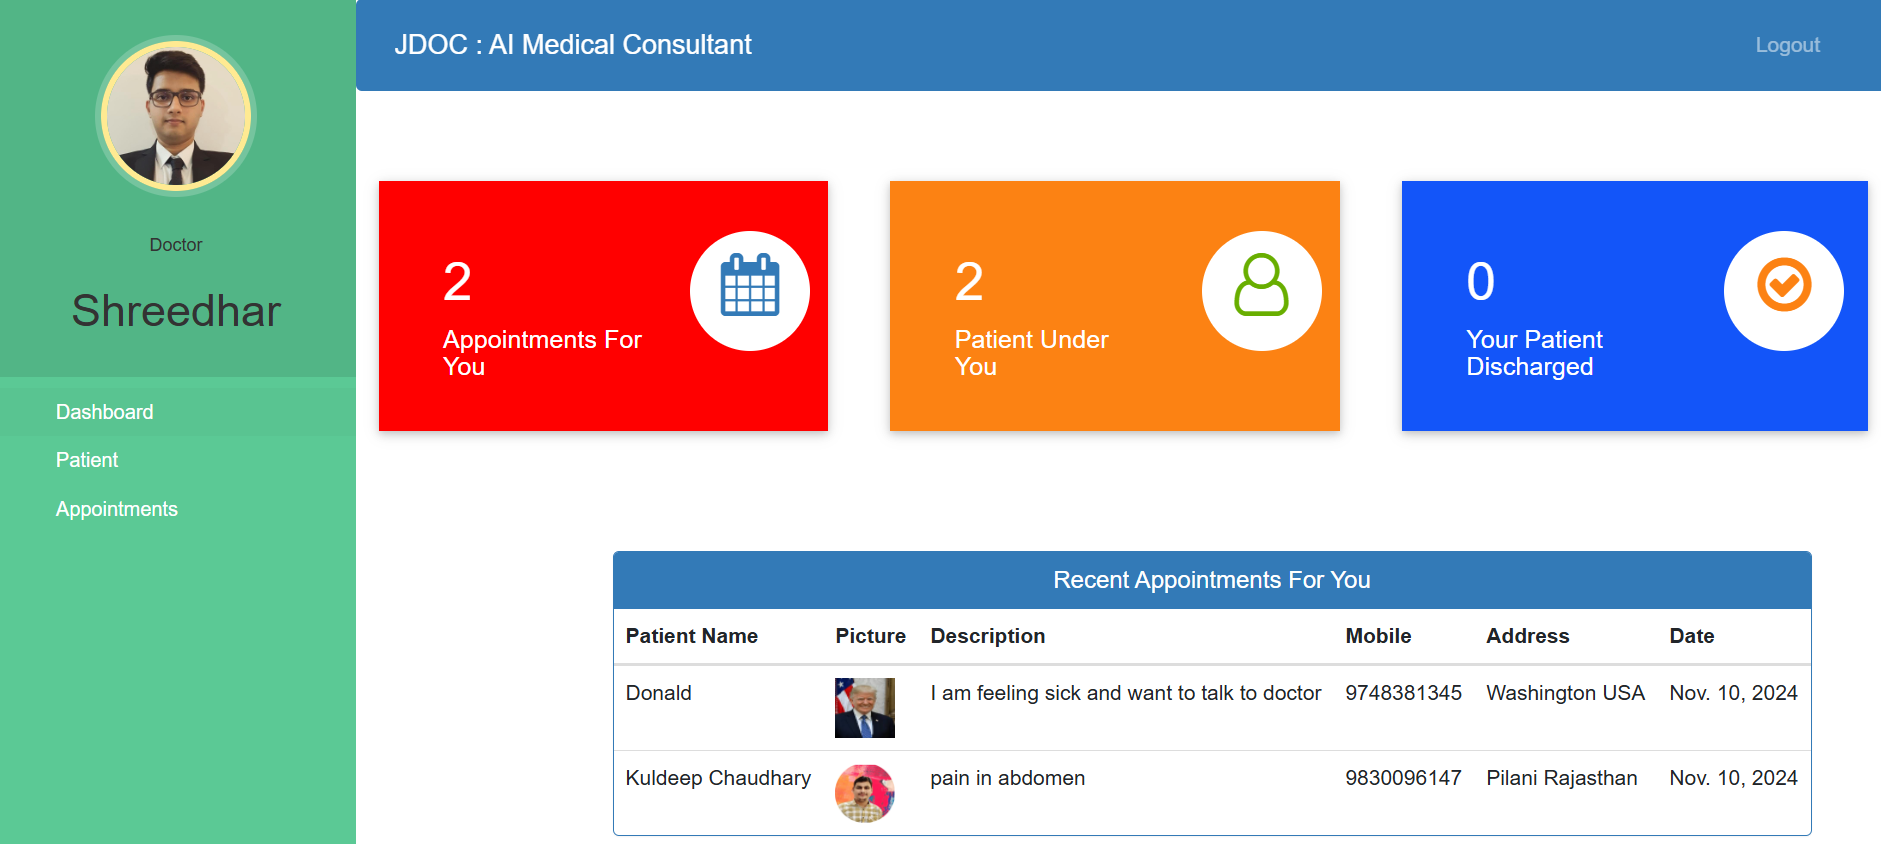 JDOC : AI Medical Consultant
Logout
Doctor
Shreedhar
Dashboard
Patient
Appointments
2
Appointments For
You
2
Patient Under
You
0
Your Patient
Discharged
Recent Appointments For You
Patient Name Picture Description Mobile Address Date
Donald I am feeling sick and want to talk to doctor 9748381345 Washington USA Nov. 10, 2024
Kuldeep Chaudhary pain in abdomen 9830096147 Pilani Rajasthan Nov. 10, 2024